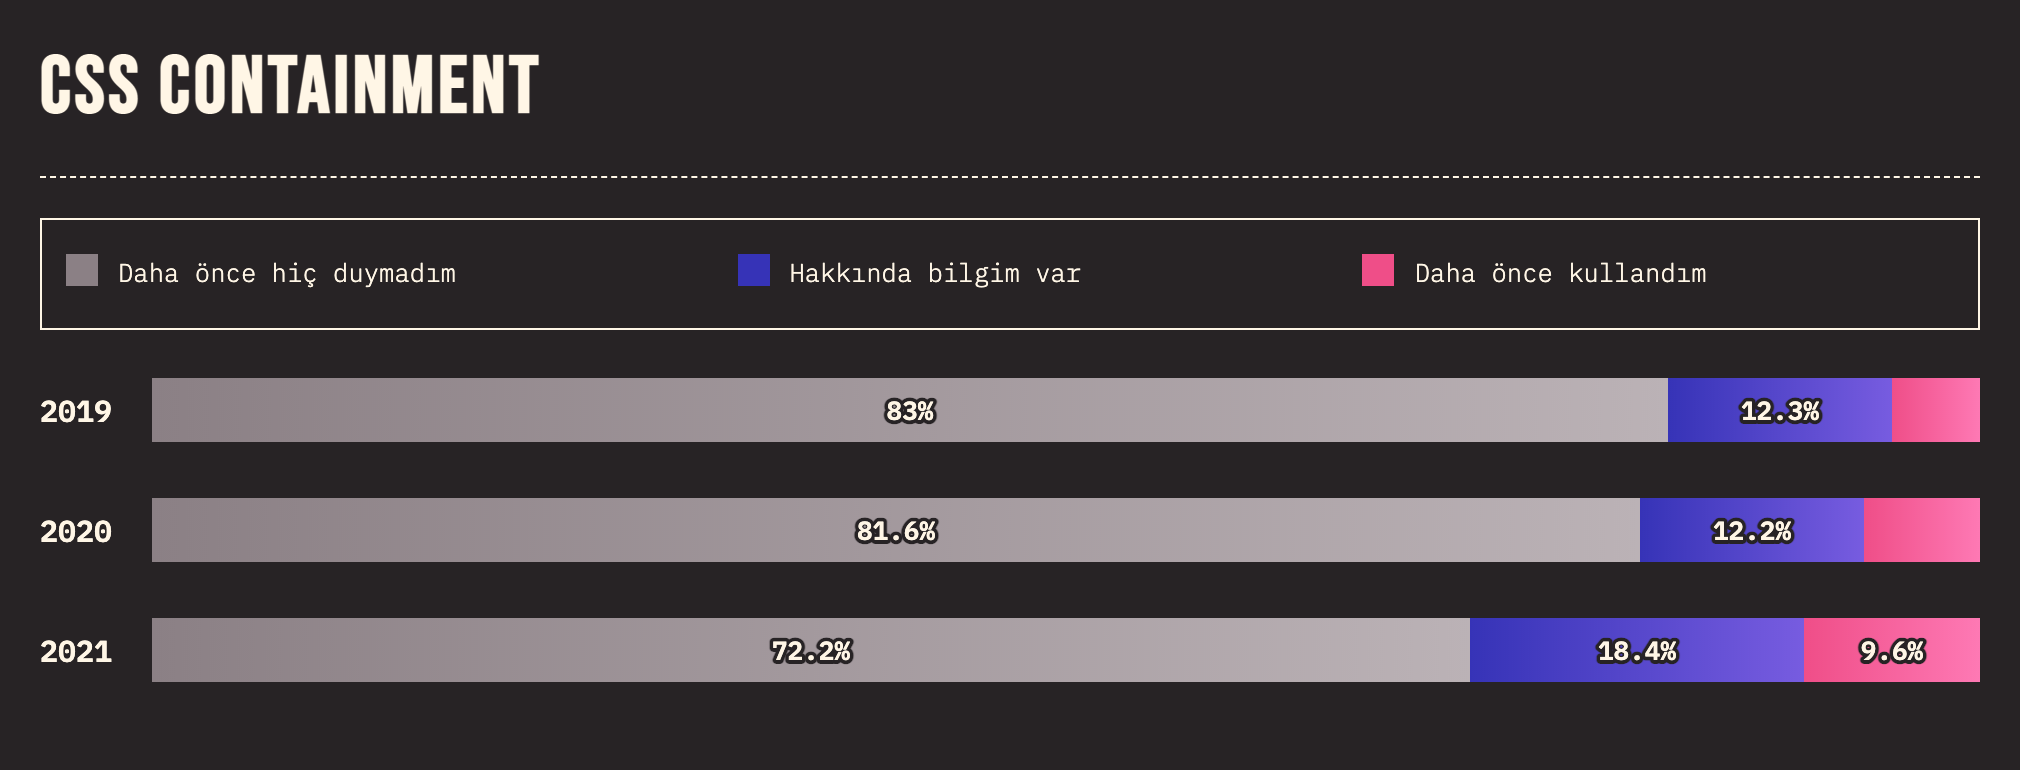 CSS CONTAINMENT
Daha önce hiç duymadım Hakkında bilgim var Daha önce kullandım
2019 83% 12.3%
2020 81.6% 12.2%
2021 72.2% 18.4% 9.6%